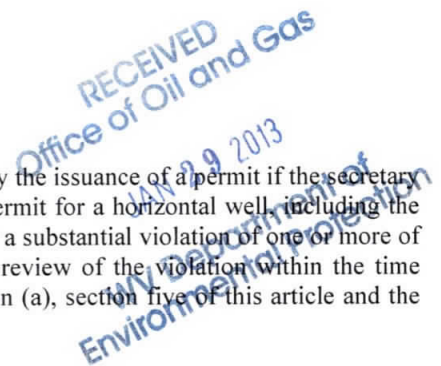 RECEIVED
Office of Oil and Gas
JAN 29 2013
WV Department of
Environmental Protection
y the issuance of a permit if the secretary
ermit for a horizontal well, including the
a substantial violation of one or more of
review of the violation within the time
n (a), section five of this article and the